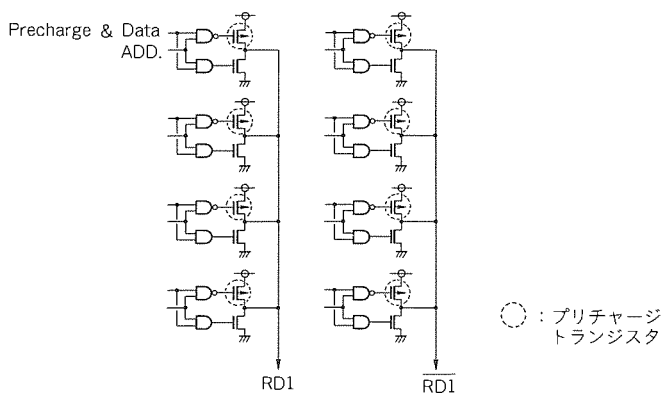 Precharge & Data
ADD.
: プリチャージ
トランジスタ
RD1
RD1